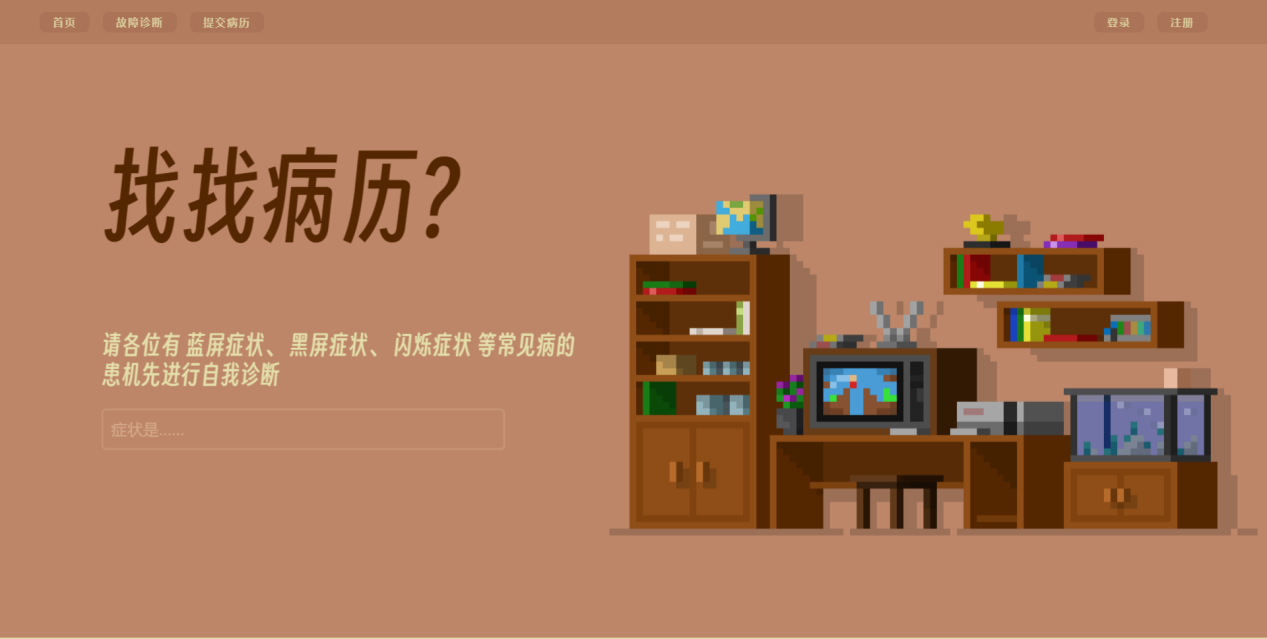 首页 故障诊断 提交病历 登录 注册
找找病历?
请各位有 蓝屏症状、黑屏症状、闪烁症状 等常见病的
患机先进行自我诊断
症状是......